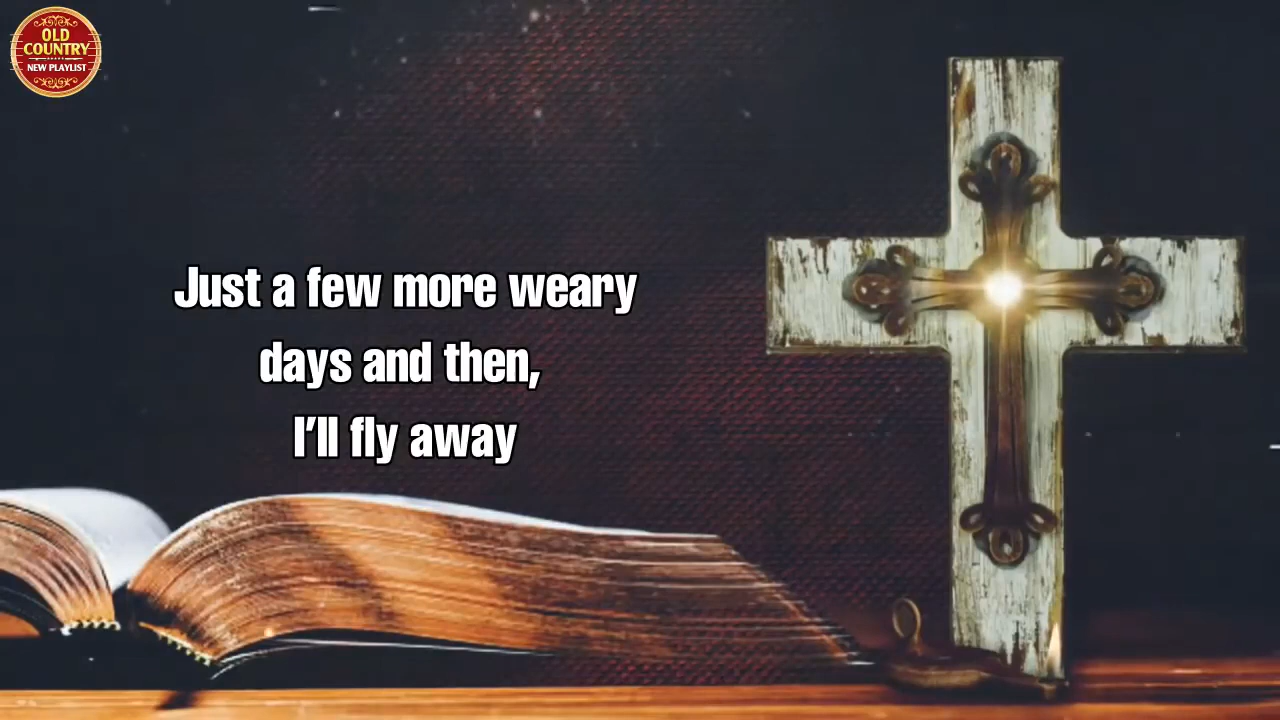 OLD
COUNTRY
NEW PLAYLIST
Just a few more weary
days and then,
I'll fly away